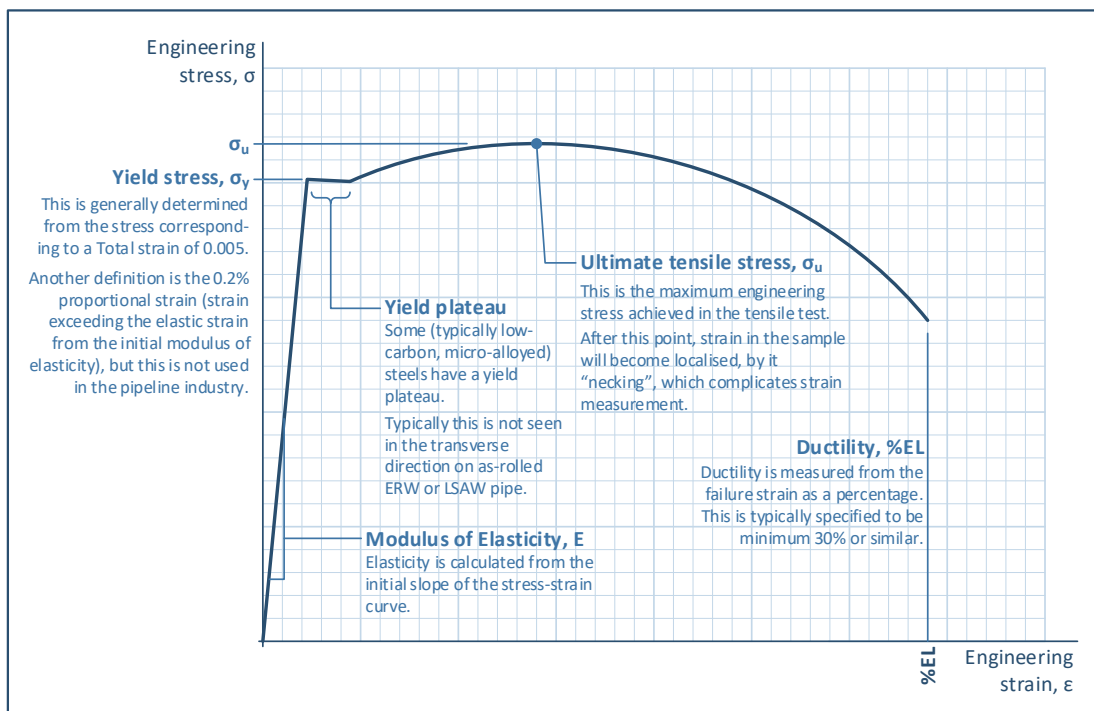 Engineering
stress, σ
σu
Yield stress, σy
This is generally determined
from the stress correspond-
ing to a Total strain of 0.005.
Another definition is the 0.2%
proportional strain (strain
exceeding the elastic strain
from the initial modulus of
elasticity), but this is not used
in the pipeline industry.
Yield plateau
Some (typically low-
carbon, micro-alloyed)
steels have a yield
plateau.
Typically this is not seen
in the transverse
direction on as-rolled
ERW or LSAW pipe.
Ultimate tensile stress, σu
This is the maximum engineering
stress achieved in the tensile test.
After this point, strain in the sample
will become localised, by it
“necking”, which complicates strain
measurement.
Ductility, %EL
Ductility is measured from the
failure strain as a percentage.
This is typically specified to be
minimum 30% or similar.
Modulus of Elasticity, E
Elasticity is calculated from the
initial slope of the stress-strain
curve.
%EL
Engineering
strain, ε